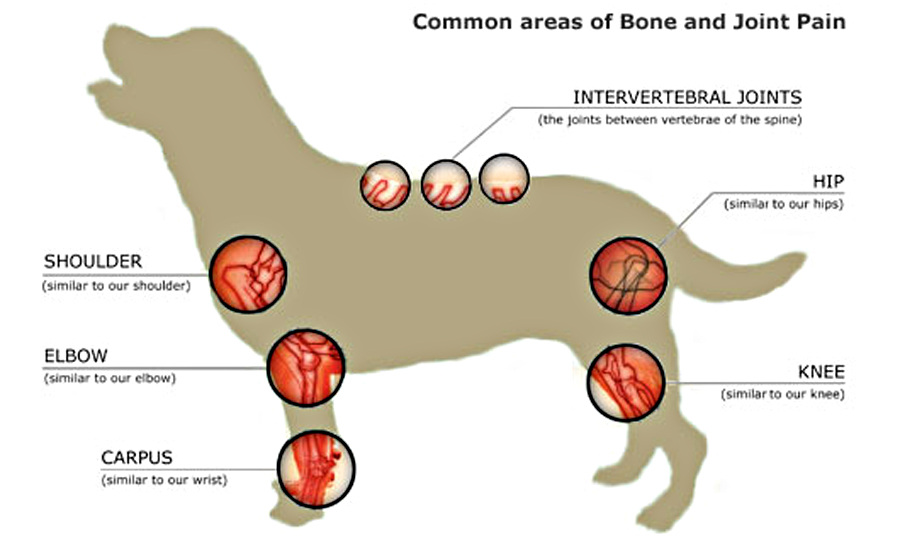 Common areas of Bone and Joint Pain
INTERVERTEBRAL JOINTS
(the joints between vertebrae of the spine)
HIP
(similar to our hips)
SHOULDER
(similar to our shoulder)
ELBOW
(similar to our elbow)
KNEE
(similar to our knee)
CARPUS
(similar to our wrist)